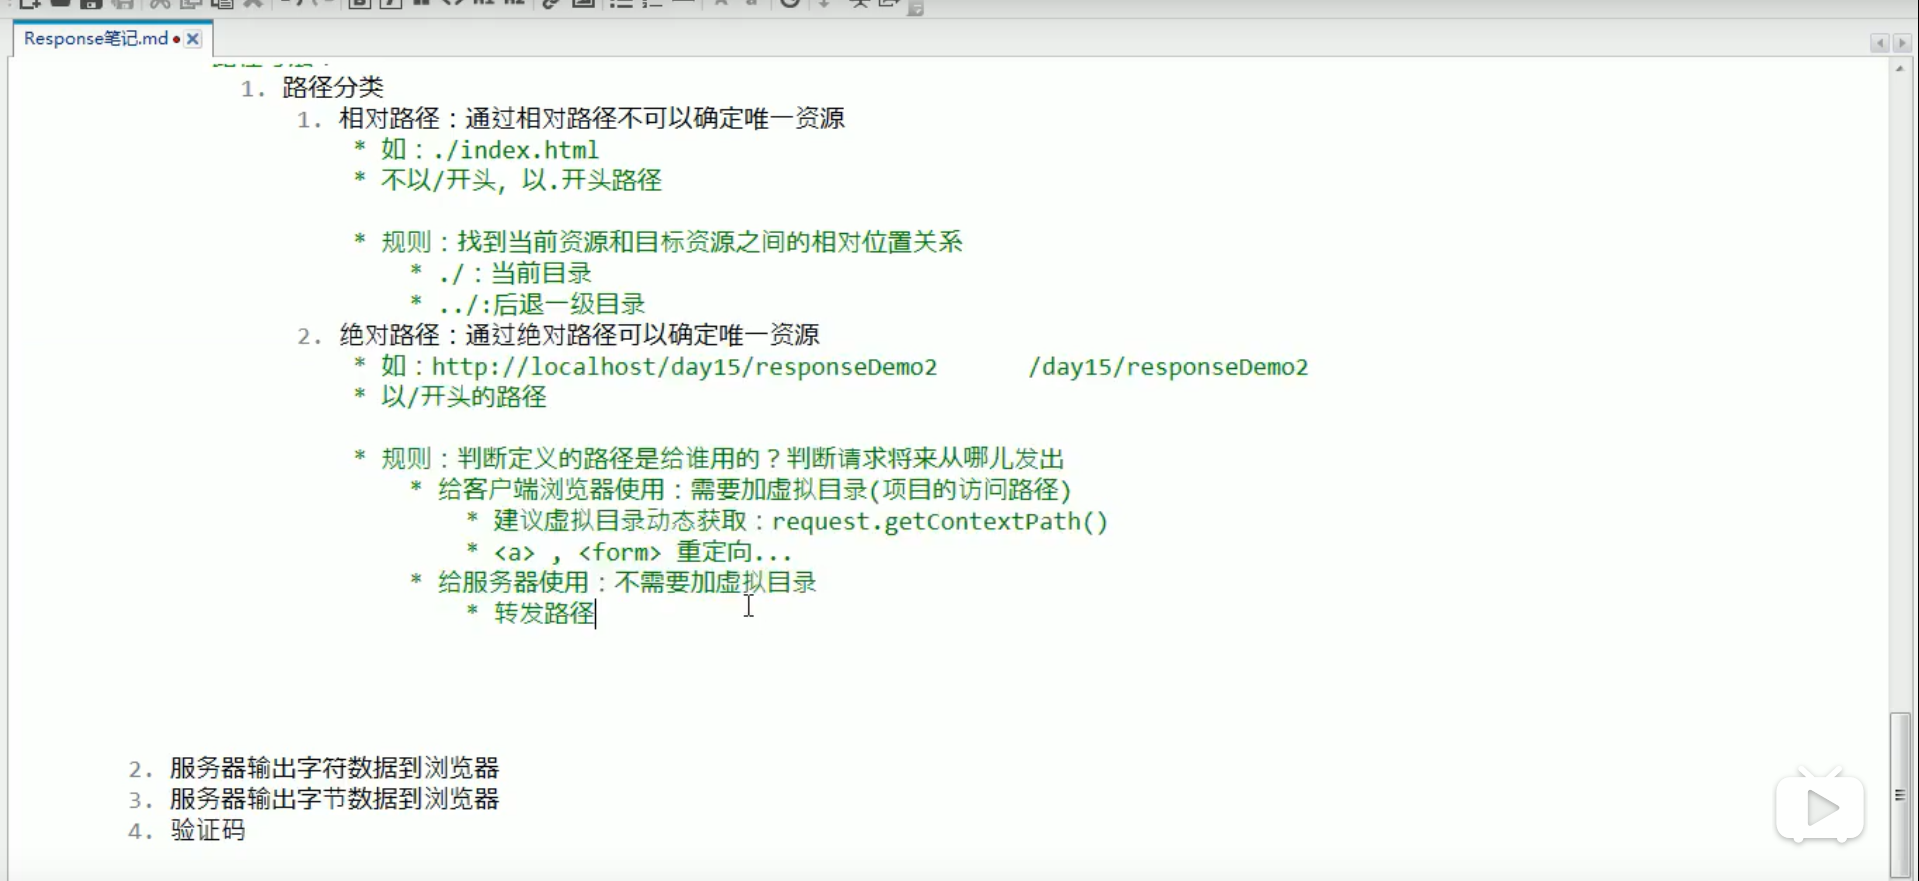 Response笔记.md
1. 路径分类
1. 相对路径：通过相对路径不可以确定唯一资源
* 如：./index.html
* 不以/开头，以.开头路径
* 规则：找到当前资源和目标资源之间的相对位置关系
* ./：当前目录
* ../:后退一级目录
2. 绝对路径：通过绝对路径可以确定唯一资源
* 如：http://localhost/day15/responseDemo2 /day15/responseDemo2
* 以/开头的路径
* 规则：判断定义的路径是给谁用的？判断请求将来从哪儿发出
* 给客户端浏览器使用：需要加虚拟目录(项目的访问路径)
* 建议虚拟目录动态获取：request.getContextPath()
* <a> , <form> 重定向...
* 给服务器使用：不需要加虚拟目录
* 转发路径
2. 服务器输出字符数据到浏览器
3. 服务器输出字节数据到浏览器
4. 验证码